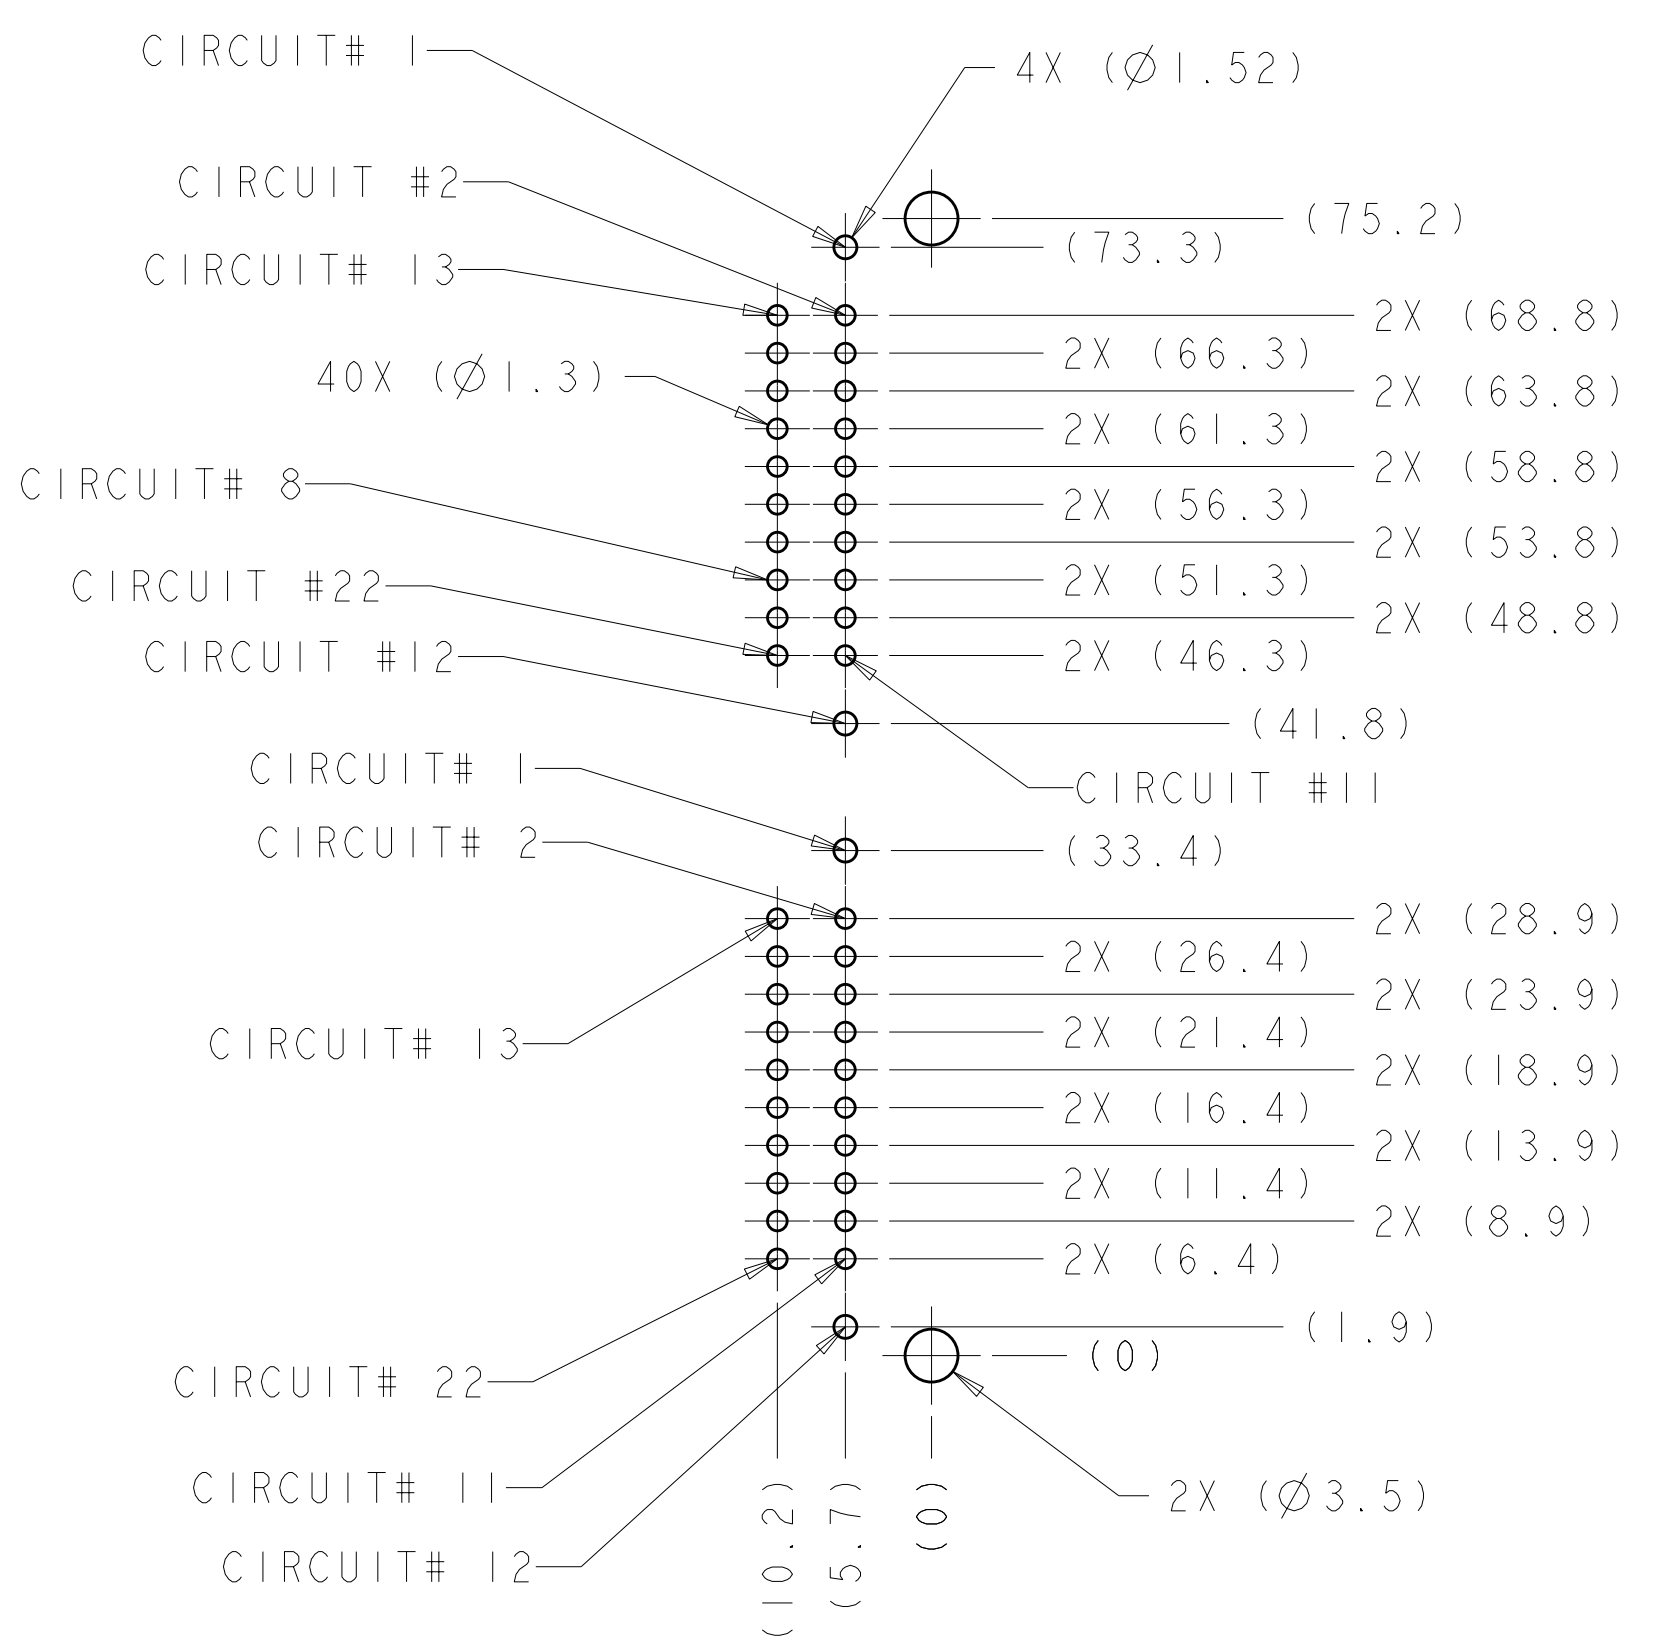 CIRCUIT# 1
4X (Ø1.52)
CIRCUIT #2
(75.2)
(73.3)
CIRCUIT# 13
2X (68.8)
2X (66.3)
40X (Ø1.3)
2X (63.8)
2X (61.3)
2X (58.8)
CIRCUIT# 8
2X (56.3)
2X (53.8)
2X (51.3)
CIRCUIT #22
2X (48.8)
CIRCUIT #12
2X (46.3)
(41.8)
CIRCUIT# 1
CIRCUIT #11
CIRCUIT# 2
(33.4)
2X (28.9)
2X (26.4)
2X (23.9)
CIRCUIT# 13
2X (21.4)
2X (18.9)
2X (16.4)
2X (13.9)
2X (11.4)
2X (8.9)
2X (6.4)
(1.9)
(0)
CIRCUIT# 22
CIRCUIT# 11
2X (Ø3.5)
CIRCUIT# 12
(10.2)
(5.7)
(0)